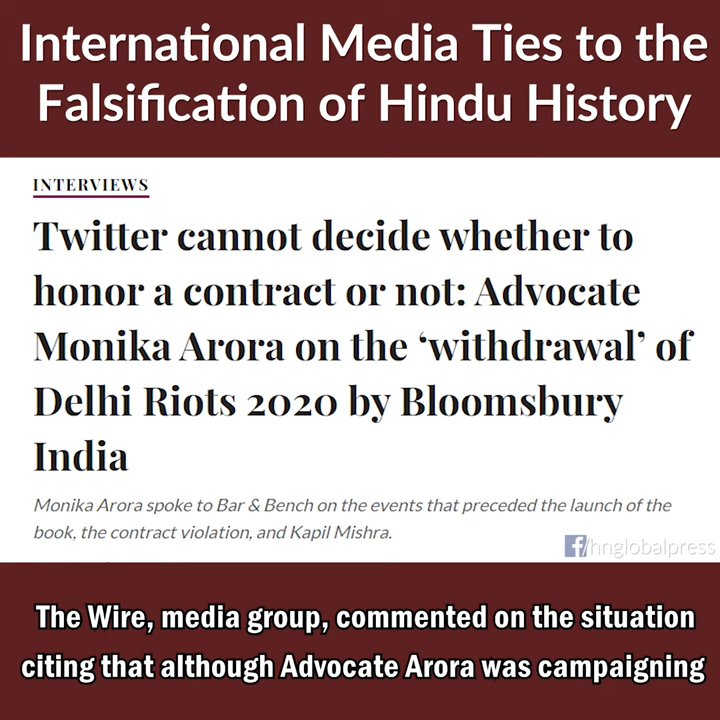 International Media Ties to the
Falsification of Hindu History
INTERVIEWS
Twitter cannot decide whether to
honor a contract or not: Advocate
Monika Arora on the ‘withdrawal’ of
Delhi Riots 2020 by Bloomsbury
India
Monika Arora spoke to Bar & Bench on the events that preceded the launch of the
book, the contract violation, and Kapil Mishra.
f/hnglobalpress
The Wire, media group, commented on the situation
citing that although Advocate Arora was campaigning